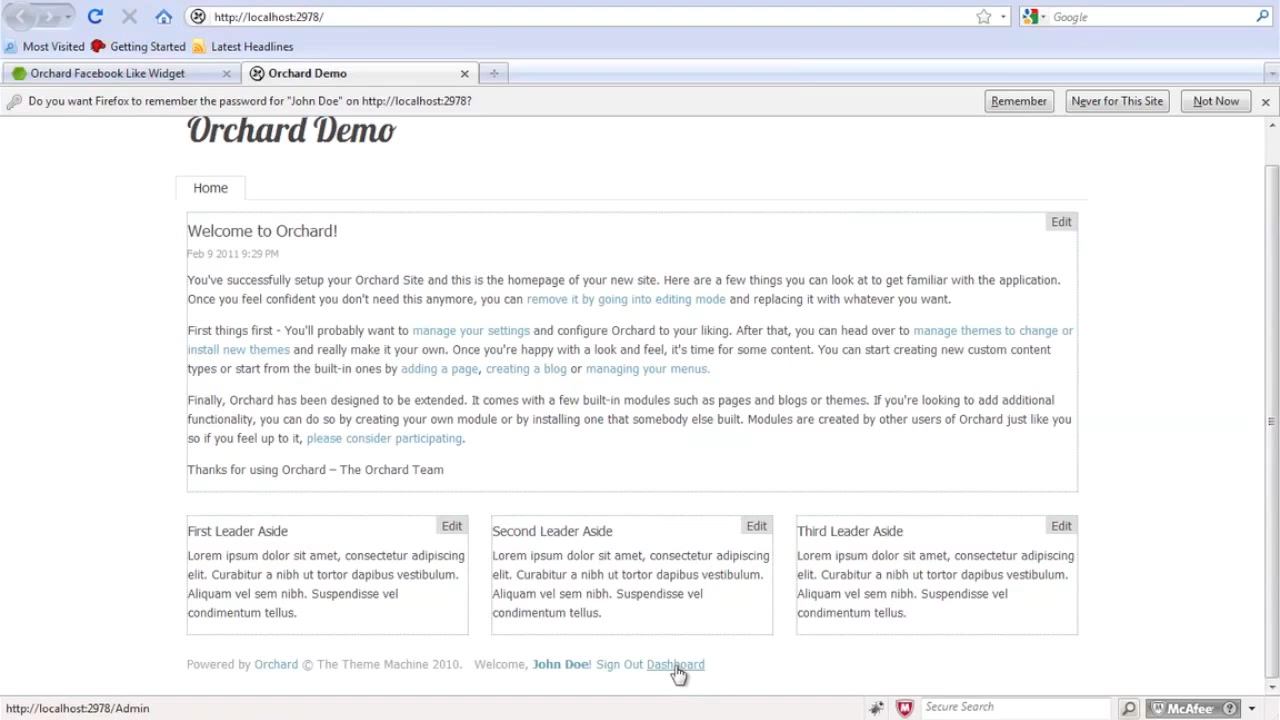 http://localhost:2978/
Google
Most Visited Getting Started Latest Headlines
Orchard Facebook Like Widget Orchard Demo
Do you want Firefox to remember the password for "John Doe" on http://localhost:2978? Remember Never for This Site Not Now
Orchard Demo
Home
Edit
Welcome to Orchard!
Feb 9 2011 9:29 PM
You've successfully setup your Orchard Site and this is the homepage of your new site. Here are a few things you can look at to get familiar with the application.
Once you feel confident you don't need this anymore, you can remove it by going into editing mode and replacing it with whatever you want.
First things first - You'll probably want to manage your settings and configure Orchard to your liking. After that, you can head over to manage themes to change or
install new themes and really make it your own. Once you're happy with a look and feel, it's time for some content. You can start creating new custom content
types or start from the built-in ones by adding a page, creating a blog or managing your menus.
Finally, Orchard has been designed to be extended. It comes with a few built-in modules such as pages and blogs or themes. If you're looking to add additional
functionality, you can do so by creating your own module or by installing one that somebody else built. Modules are created by other users of Orchard just like you
so if you feel up to it, please consider participating.
Thanks for using Orchard – The Orchard Team
First Leader Aside
Edit
Lorem ipsum dolor sit amet, consectetur adipiscing
elit. Curabitur a nibh ut tortor dapibus vestibulum.
Aliquam vel sem nibh. Suspendisse vel
condimentum tellus.
Second Leader Aside
Edit
Lorem ipsum dolor sit amet, consectetur adipiscing
elit. Curabitur a nibh ut tortor dapibus vestibulum.
Aliquam vel sem nibh. Suspendisse vel
condimentum tellus.
Third Leader Aside
Edit
Lorem ipsum dolor sit amet, consectetur adipiscing
elit. Curabitur a nibh ut tortor dapibus vestibulum.
Aliquam vel sem nibh. Suspendisse vel
condimentum tellus.
Powered by Orchard © The Theme Machine 2010. Welcome, John Doe! Sign Out Dashboard
http://localhost:2978/Admin
Secure Search
McAfee